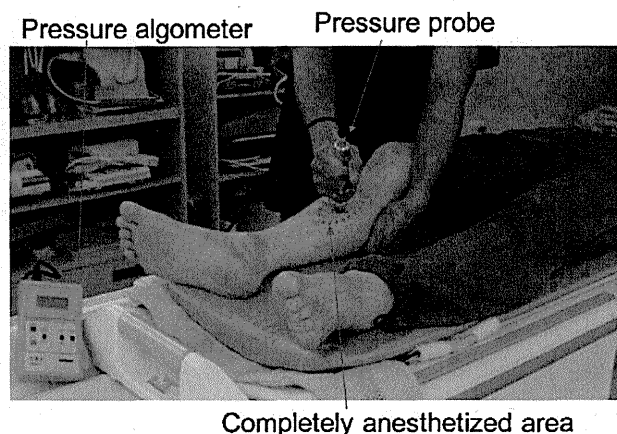 Pressure algometer
Pressure probe
Completely anesthetized area